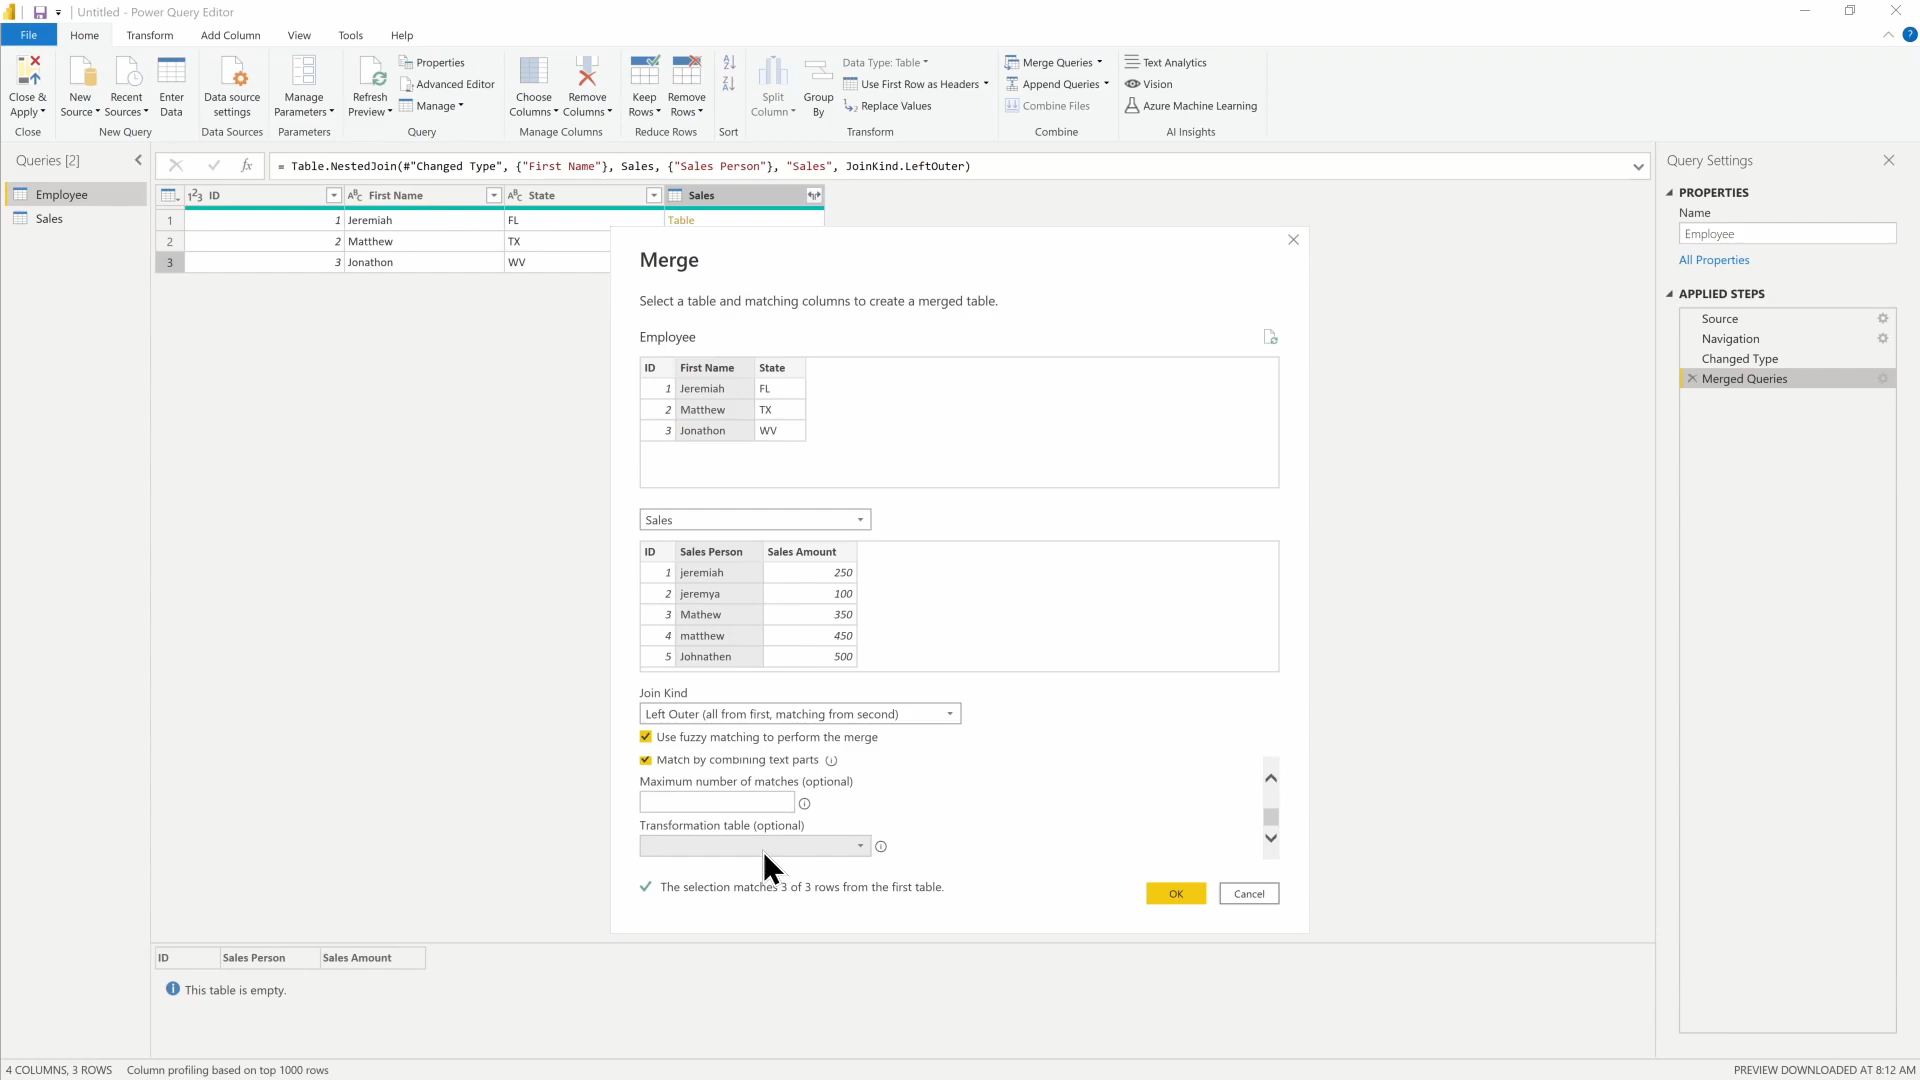 Untitled - Power Query Editor
File Home Transform Add Column View Tools Help
Close & Apply
New Source
Recent Sources
Enter Data
Data source settings
Manage Parameters
Refresh Preview
Properties
Advanced Editor
Manage
Choose Columns
Remove Columns
Keep Rows
Remove Rows
Split Column
Group By
Data Type: Table
Use First Row as Headers
Replace Values
Merge Queries
Append Queries
Combine Files
Text Analytics
Vision
Azure Machine Learning
Close New Query Data Sources Parameters Query Manage Columns Reduce Rows Sort Transform Combine AI Insights
Queries [2]
Employee
Sales
fx = Table.NestedJoin(#"Changed Type", {"First Name"}, Sales, {"Sales Person"}, "Sales", JoinKind.LeftOuter)
ID First Name State Sales
1 1 Jeremiah FL Table
2 2 Matthew TX
3 3 Jonathon WV
Merge
Select a table and matching columns to create a merged table.
Employee
ID First Name State
1 Jeremiah FL
2 Matthew TX
3 Jonathon WV
Sales
ID Sales Person Sales Amount
1 jeremiah 250
2 jeremya 100
3 Mathew 350
4 matthew 450
5 Johnathen 500
Join Kind
Left Outer (all from first, matching from second)
Use fuzzy matching to perform the merge
Match by combining text parts
Maximum number of matches (optional)
Transformation table (optional)
The selection matches 3 of 3 rows from the first table.
OK Cancel
Query Settings
PROPERTIES
Name
Employee
All Properties
APPLIED STEPS
Source
Navigation
Changed Type
Merged Queries
ID Sales Person Sales Amount
This table is empty.
4 COLUMNS, 3 ROWS Column profiling based on top 1000 rows
PREVIEW DOWNLOADED AT 8:12 AM